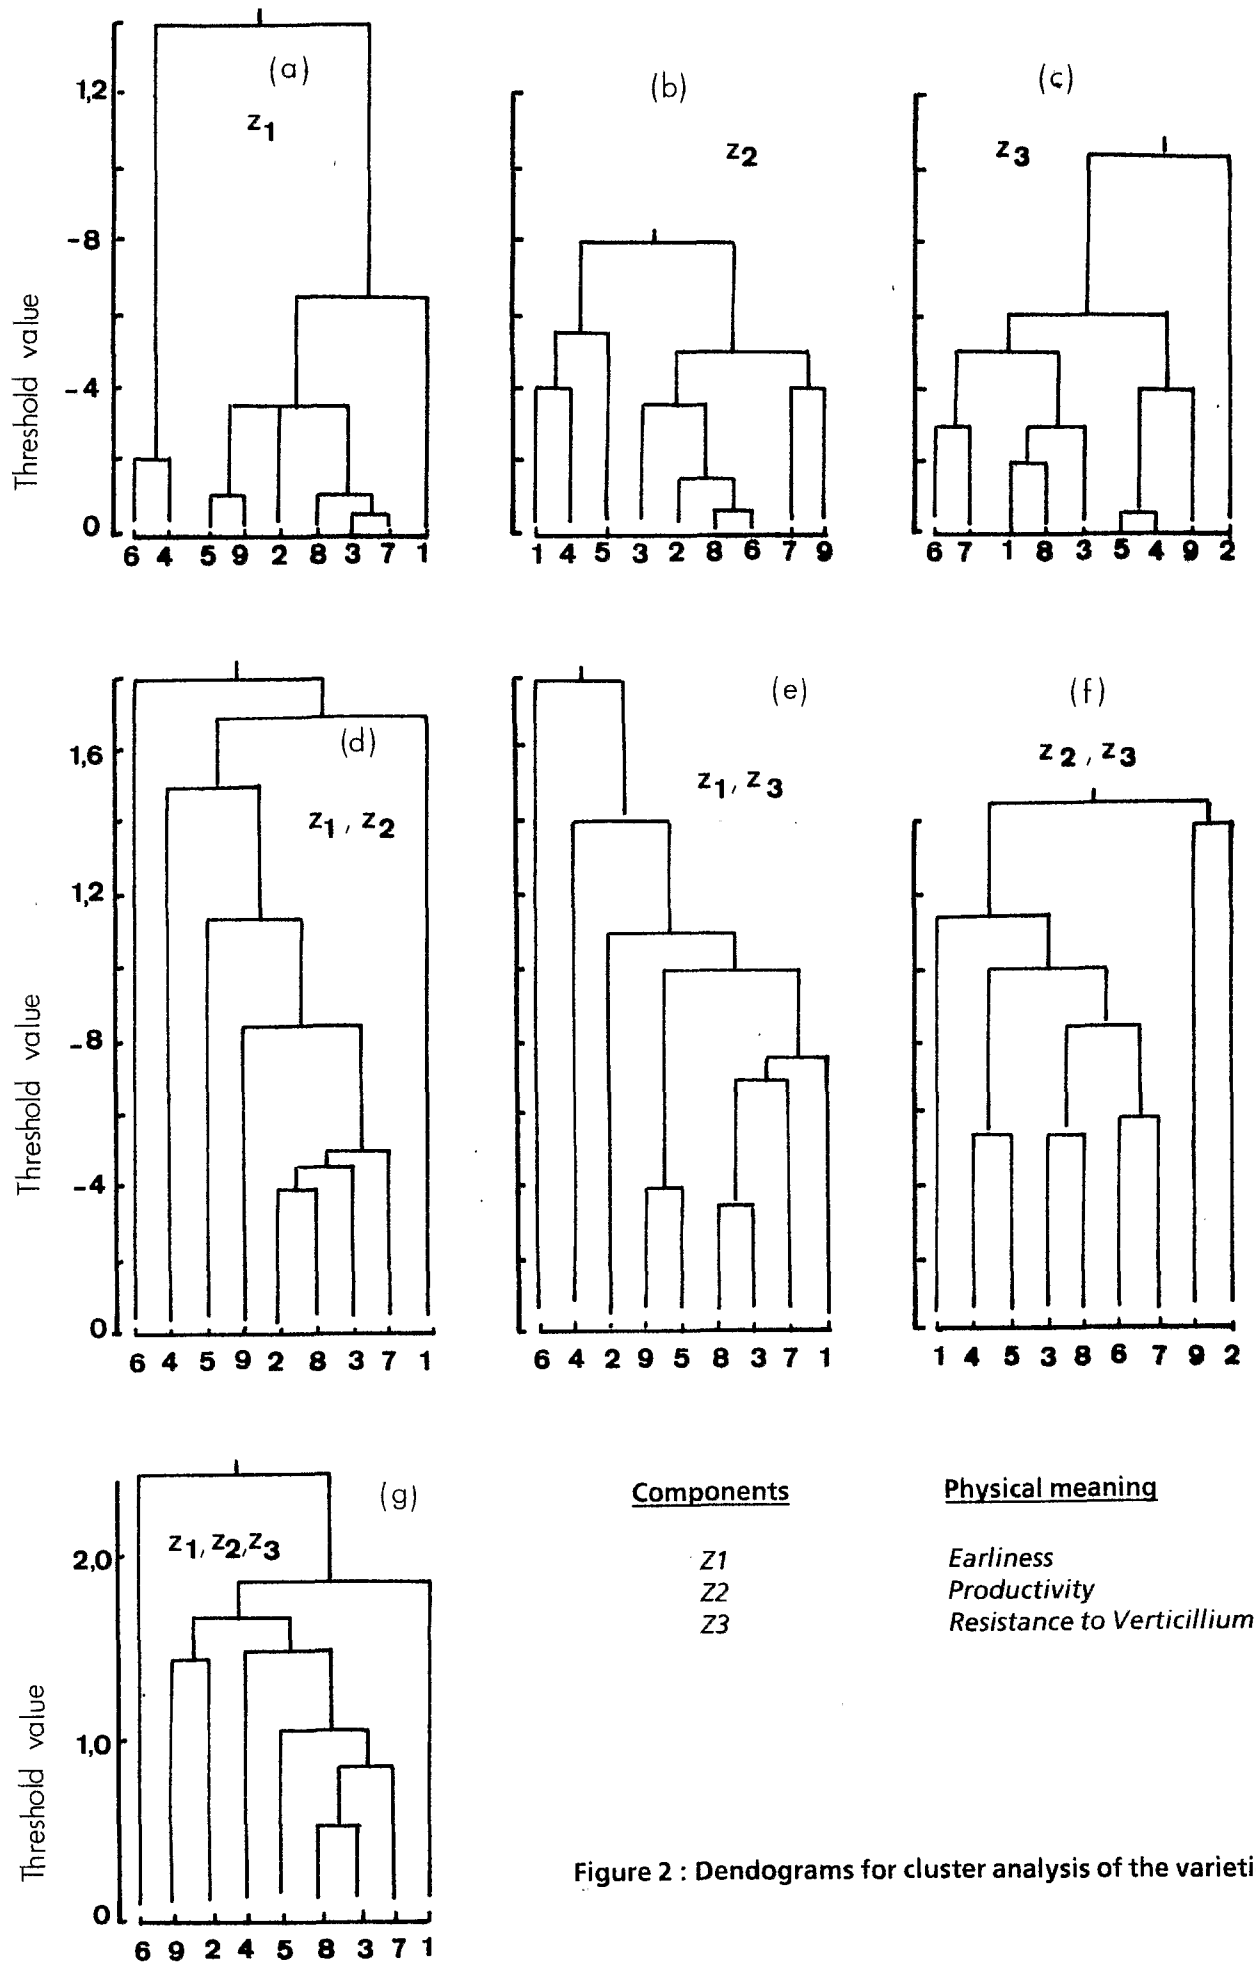 (a)
z1
1,2
-8
-4
0
Threshold value
6 4 5 9 2 8 3 7 1
(b)
z2
1 4 5 3 2 8 6 7 9
(c)
z3
6 7 1 8 3 5 4 9 2
(d)
z1, z2
1,6
1,2
-8
-4
0
Threshold value
6 4 5 9 2 8 3 7 1
(e)
z1, z3
6 4 2 9 5 8 3 7 1
(f)
z2, z3
1 4 5 3 8 6 7 9 2
(g)
z1, z2, z3
2,0
1,0
0
Threshold value
6 9 2 4 5 8 3 7 1
Components Physical meaning
Z1 Earliness
Z2 Productivity
Z3 Resistance to Verticillium
Figure 2 : Dendograms for cluster analysis of the varieti